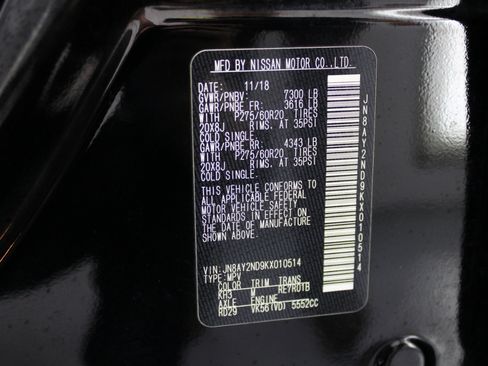 MFD BY NISSAN MOTOR CO.,LTD.
DATE: 11/18
GVWR/PNBV: 7300 LB
GAWR/PNBE FR: 3616 LB
WITH P275/60R20 TIRES
20X8J RIMS. AT 35PSI
COLD SINGLE.
GAWR/PNBE RR: 4343 LB
WITH P275/60R20 TIRES
20X8J RIMS. AT 35PSI
COLD SINGLE.
THIS VEHICLE CONFORMS TO
ALL APPLICABLE FEDERAL
MOTOR VEHICLE SAFETY
STANDARDS IN EFFECT ON
THE DATE OF MANUFACTURE
VIN: JN8AY2ND9KX010514
TYPE: MPV
COLOR TRIM TRANS
KH3 M RE7R01B
AXLE ENGINE
RD29 VK56(VD) 5552CC
JN8AY2ND9KX010514